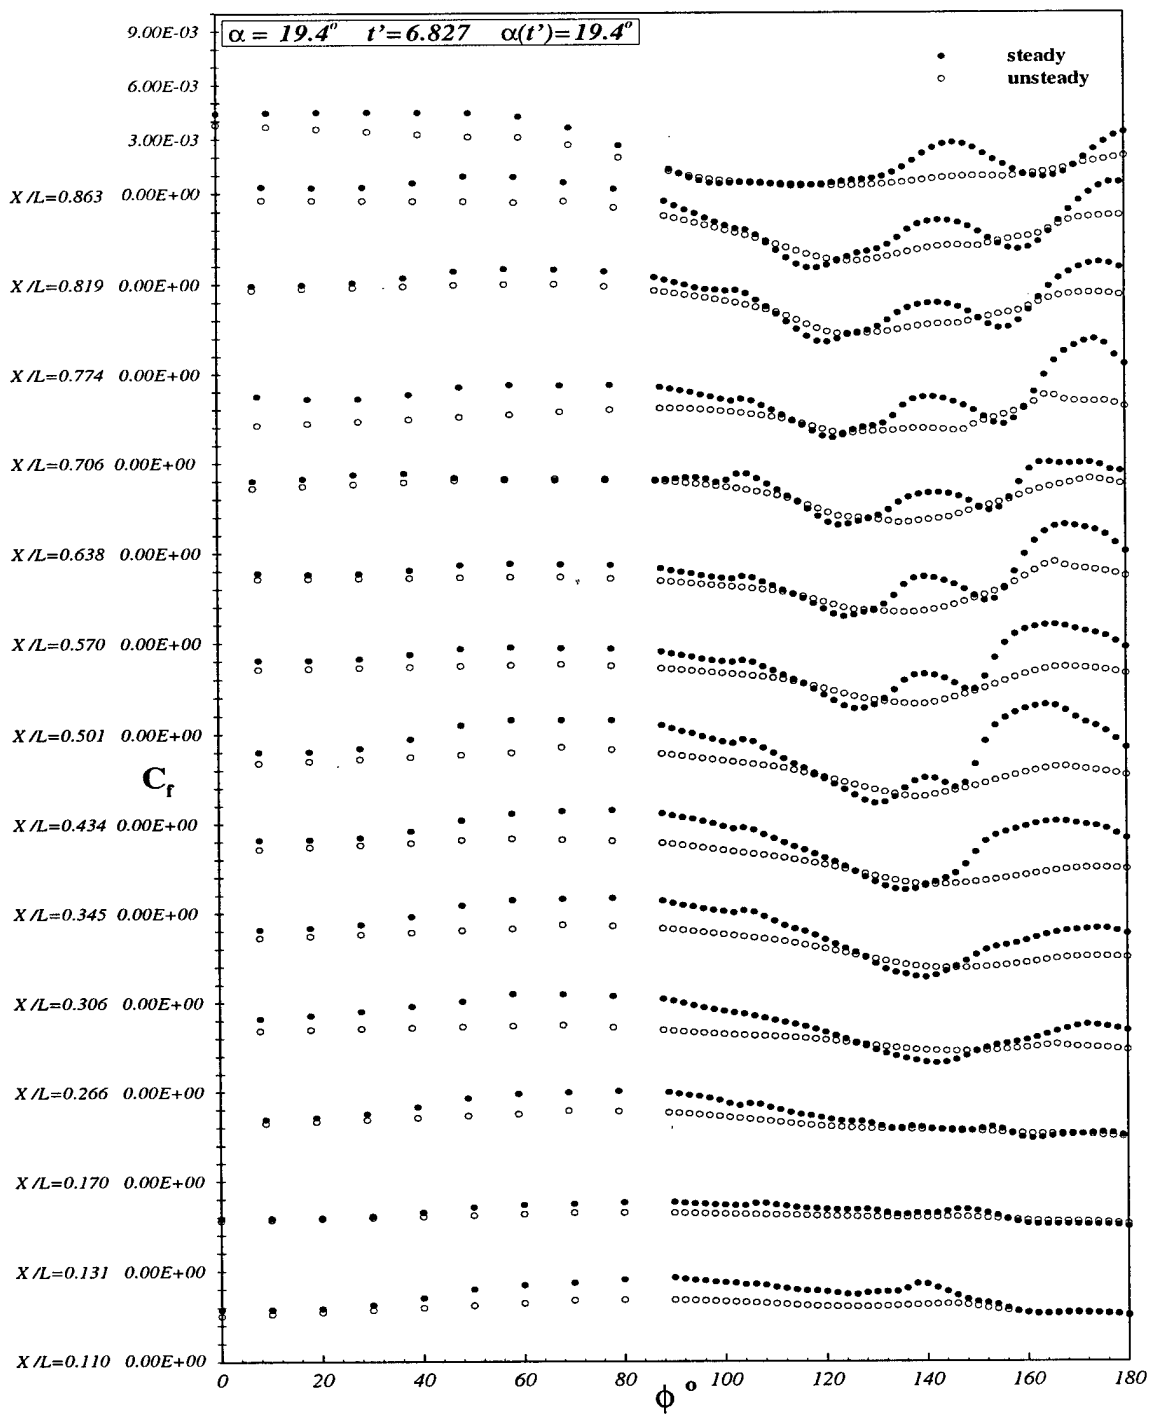 9.00E-03
α = 19.4° t'=6.827 α(t')=19.4°
steady
6.00E-03
unsteady
3.00E-03
X/L=0.863 0.00E+00
X/L=0.819 0.00E+00
X/L=0.774 0.00E+00
X/L=0.706 0.00E+00
X/L=0.638 0.00E+00
X/L=0.570 0.00E+00
X/L=0.501 0.00E+00
Cf
X/L=0.434 0.00E+00
X/L=0.345 0.00E+00
X/L=0.306 0.00E+00
X/L=0.266 0.00E+00
X/L=0.170 0.00E+00
X/L=0.131 0.00E+00
X/L=0.110 0.00E+00
0 20 40 60 80 100 120 140 160 180
ϕ °